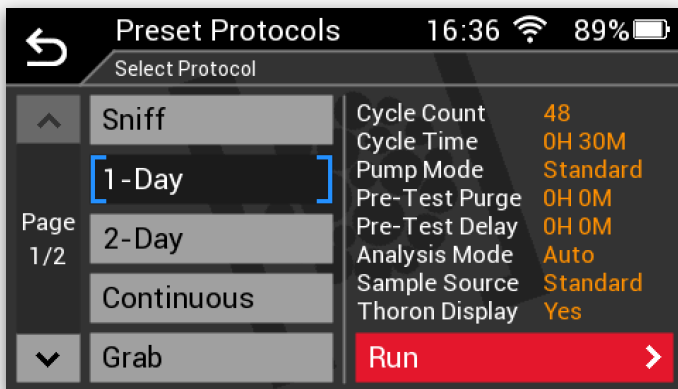 Preset Protocols 16:36 89%
Select Protocol
Sniff
1-Day
2-Day
Continuous
Grab
Page
1/2
Cycle Count 48
Cycle Time 0H 30M
Pump Mode Standard
Pre-Test Purge 0H 0M
Pre-Test Delay 0H 0M
Analysis Mode Auto
Sample Source Standard
Thoron Display Yes
Run